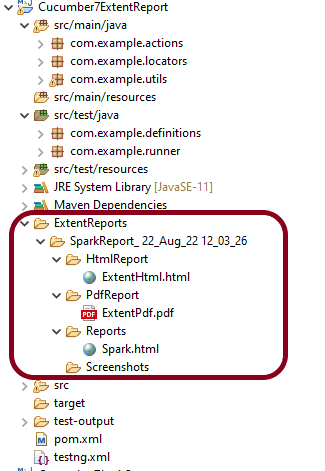 Cucumber7ExtentReport
src/main/java
com.example.actions
com.example.locators
com.example.utils
src/main/resources
src/test/java
com.example.definitions
com.example.runner
src/test/resources
JRE System Library [JavaSE-11]
Maven Dependencies
ExtentReports
SparkReport_ 22_Aug_22 12_03_26
HtmlReport
ExtentHtml.html
PdfReport
PDF ExtentPdf.pdf
Reports
Spark.html
Screenshots
src
target
test-output
pom.xml
testng.xml